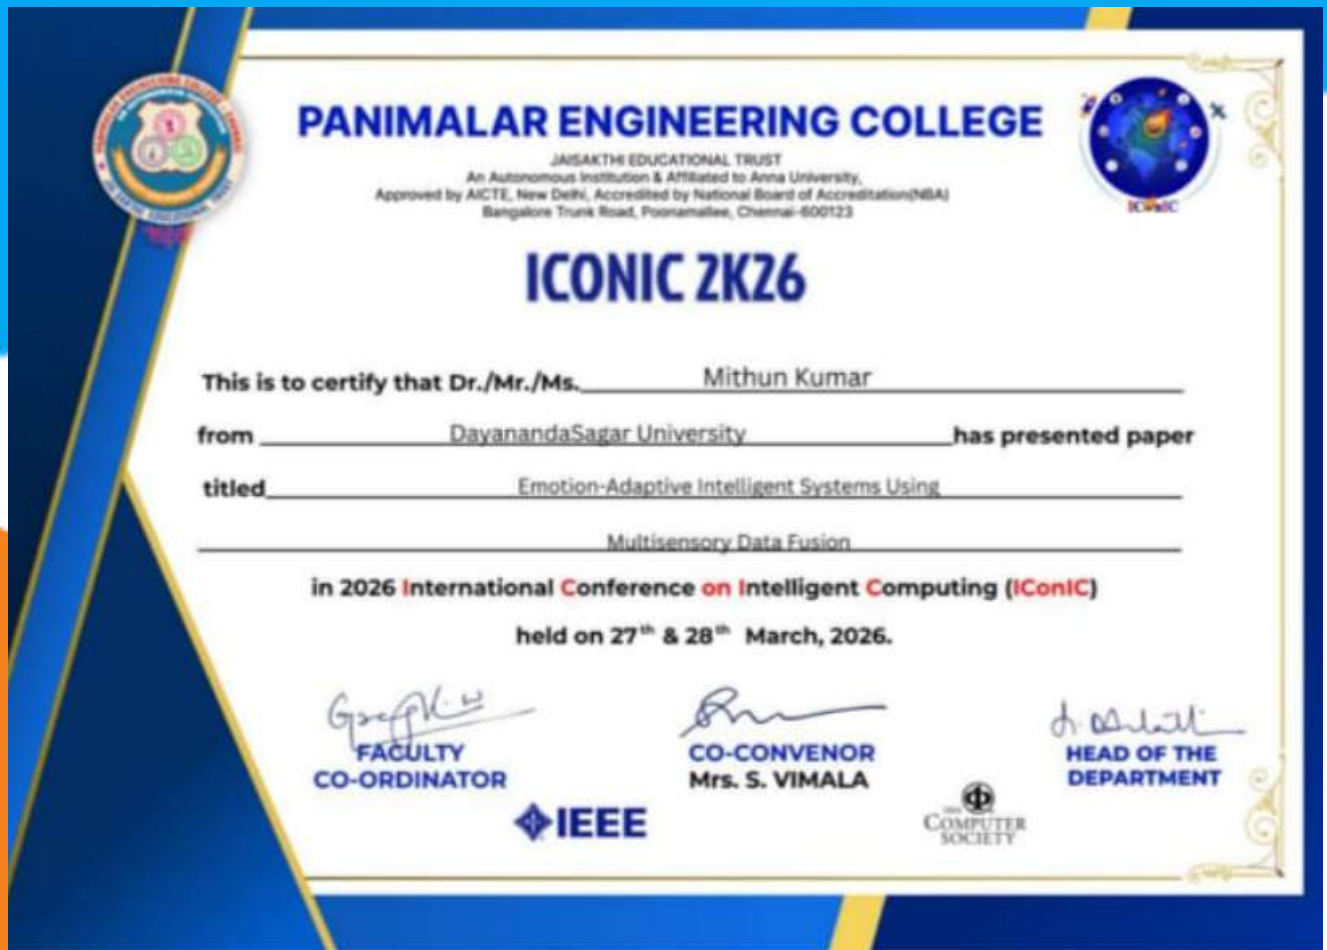 PANIMALAR ENGINEERING COLLEGE
JAISAKTHI EDUCATIONAL TRUST
An Autonomous Institution & Affiliated to Anna University,
Approved by AICTE, New Delhi, Accredited by National Board of Accreditation(NBA)
Bangalore Trunk Road, Poonamallee, Chennai-600123
IConIC
ICONIC 2K26
This is to certify that Dr./Mr./Ms. Mithun Kumar
from DayanandaSagar University has presented paper
titled Emotion-Adaptive Intelligent Systems Using
Multisensory Data Fusion
in 2026 International Conference on Intelligent Computing (IConIC)
held on 27th & 28th March, 2026.
FACULTY
CO-ORDINATOR
CO-CONVENOR
Mrs. S. VIMALA
HEAD OF THE
DEPARTMENT
IEEE
COMPUTER
SOCIETY